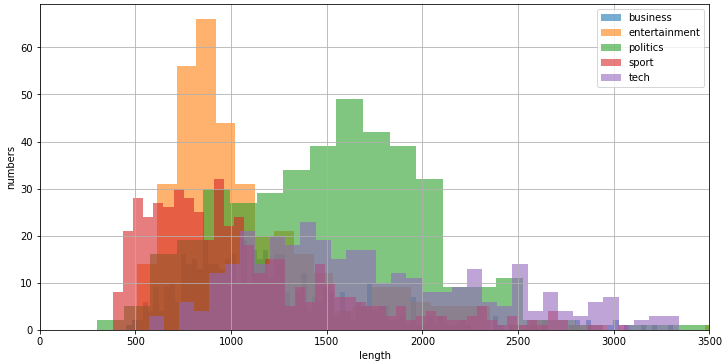 business
entertainment
politics
sport
tech
60
50
40
30
20
10
0
numbers
0
500
1000
1500
2000
2500
3000
3500
length